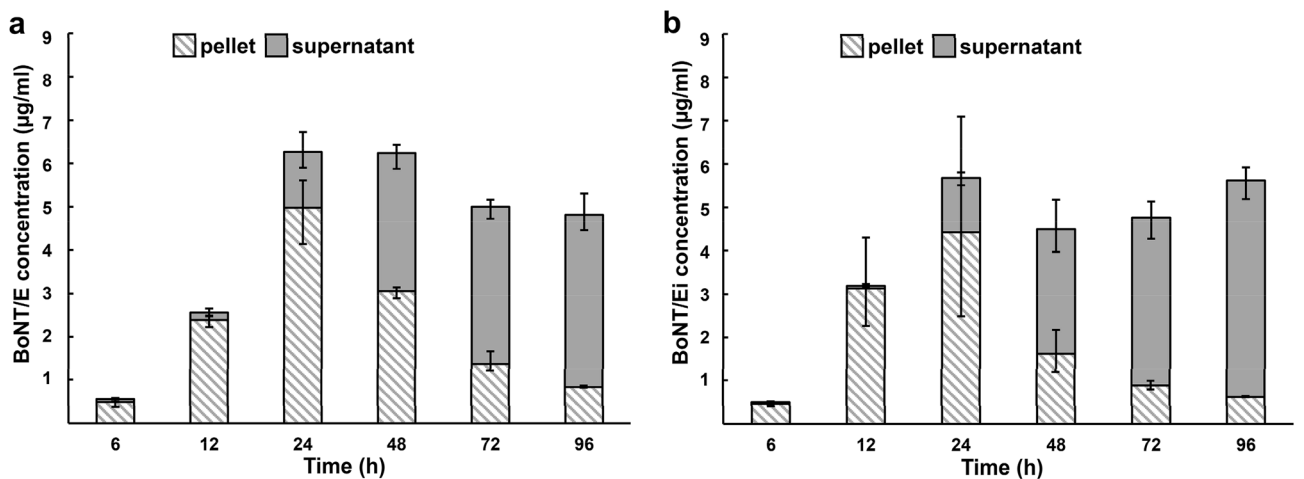 a
BoNT/E concentration (µg/ml)
9
8
7
6
5
4
3
2
1
pellet supernatant
6 12 24 48 72 96
Time (h)
b
BoNT/Ei concentration (µg/ml)
9
8
7
6
5
4
3
2
1
pellet supernatant
6 12 24 48 72 96
Time (h)